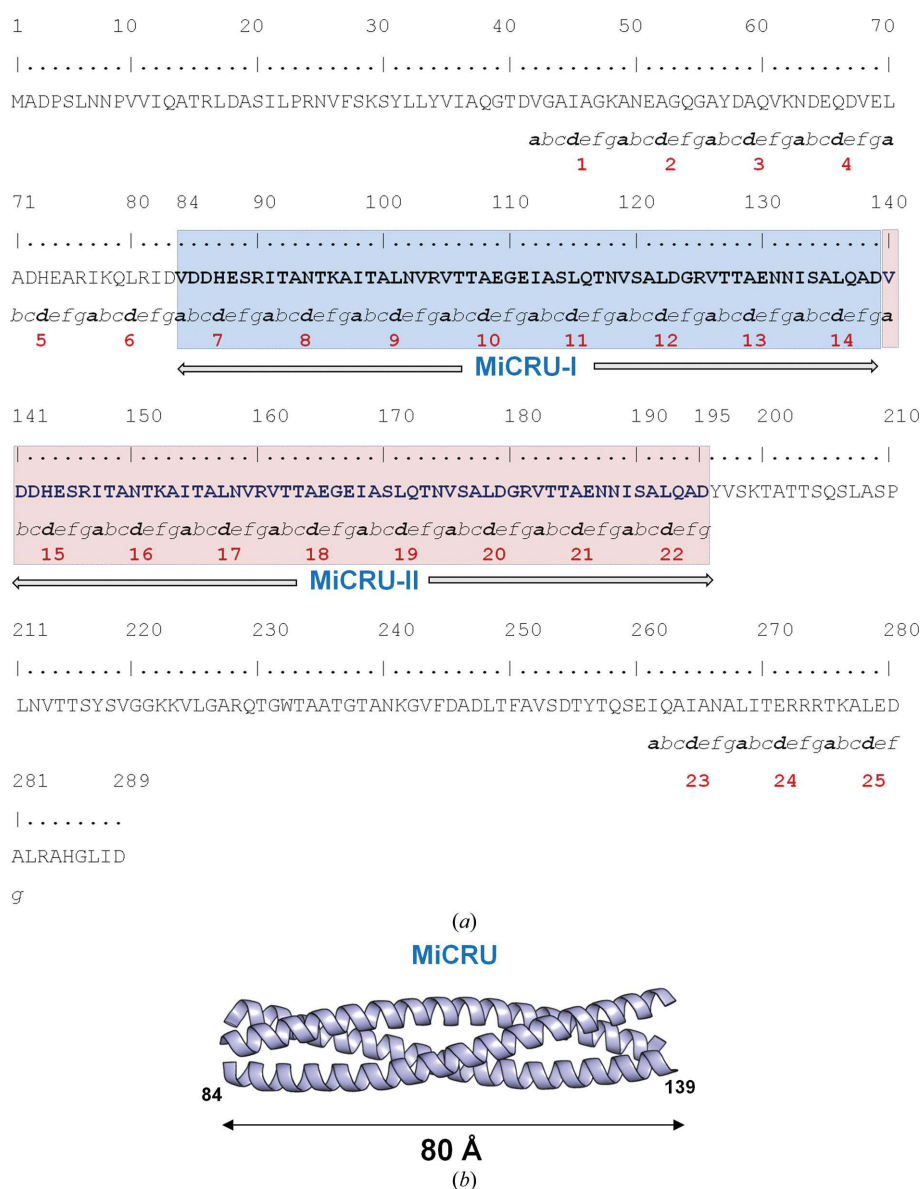 1 10 20 30 40 50 60 70
|........|.........|.........|.........|.........|.........|.........|
MADPSLNNPVVIQATRLDASILPRNVFSKSYLLYVIAQGTDVGAIAGKANEAGQGAYDAQVKNDEQDVEL
abcdefgabcdefgabcdefgabcdefga
1 2 3 4
71 80 84 90 100 110 120 130 140
|........|...|.....|.........|.........|.........|.........|.........|
ADHEARIKQLRIDVDDHESRITANTKAITALNVRVTTAEGEIASLQTNVSALDGRVTTAENNISALQADV
bcdefgabcdefgabcdefgabcdefgabcdefgabcdefgabcdefgabcdefgabcdefgabcdefga
5 6 7 8 9 10 11 12 13 14
MiCRU-I
141 150 160 170 180 190 195 200 210
|........|.........|.........|.........|.........|....|....|.........|
DDHESRITANTKAITALNVRVTTAEGEIASLQTNVSALDGRVTTAENNISALQADYVSKTATTSQSLASP
bcdefgabcdefgabcdefgabcdefgabcdefgabcdefgabcdefgabcdefg
15 16 17 18 19 20 21 22
MiCRU-II
211 220 230 240 250 260 270 280
|........|.........|.........|.........|.........|.........|.........|
LNVTTSYSVGGKKVLGARQTGWTAATGTANKGVFDADLTFAVSDTYTQSEIQAIANALITERRRTKALED
abcdefgabcdefgabcdef
23 24 25
281 289
|........
ALRAHGLID
g
(a)
MiCRU
84 139
80 Å
(b)